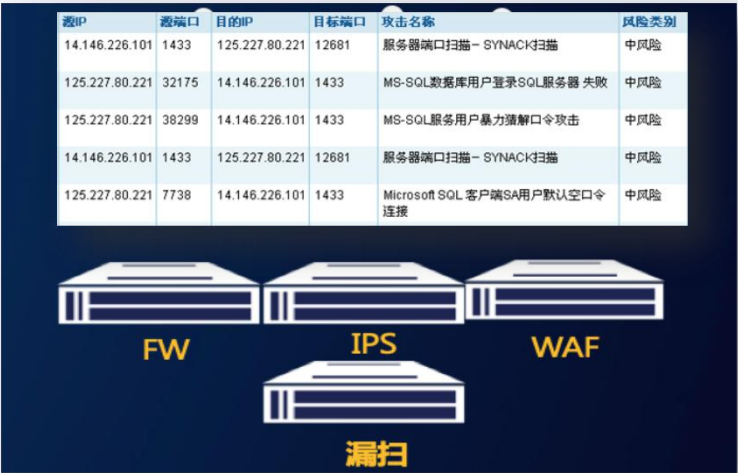 源IP 源端口 目的IP 目标端口 攻击名称 风险类别
14.146.226.101 1433 125.227.80.221 12681 服务器端口扫描- SYNACK扫描 中风险
125.227.80.221 32175 14.146.226.101 1433 MS-SQL数据库用户登录SQL服务器 失败 中风险
125.227.80.221 38299 14.146.226.101 1433 MS-SQL服务用户暴力猜解口令攻击 中风险
14.146.226.101 1433 125.227.80.221 12681 服务器端口扫描- SYNACK扫描 中风险
125.227.80.221 7738 14.146.226.101 1433 Microsoft SQL 客户端SA用户默认空口令 中风险
连接
FW IPS WAF
漏扫